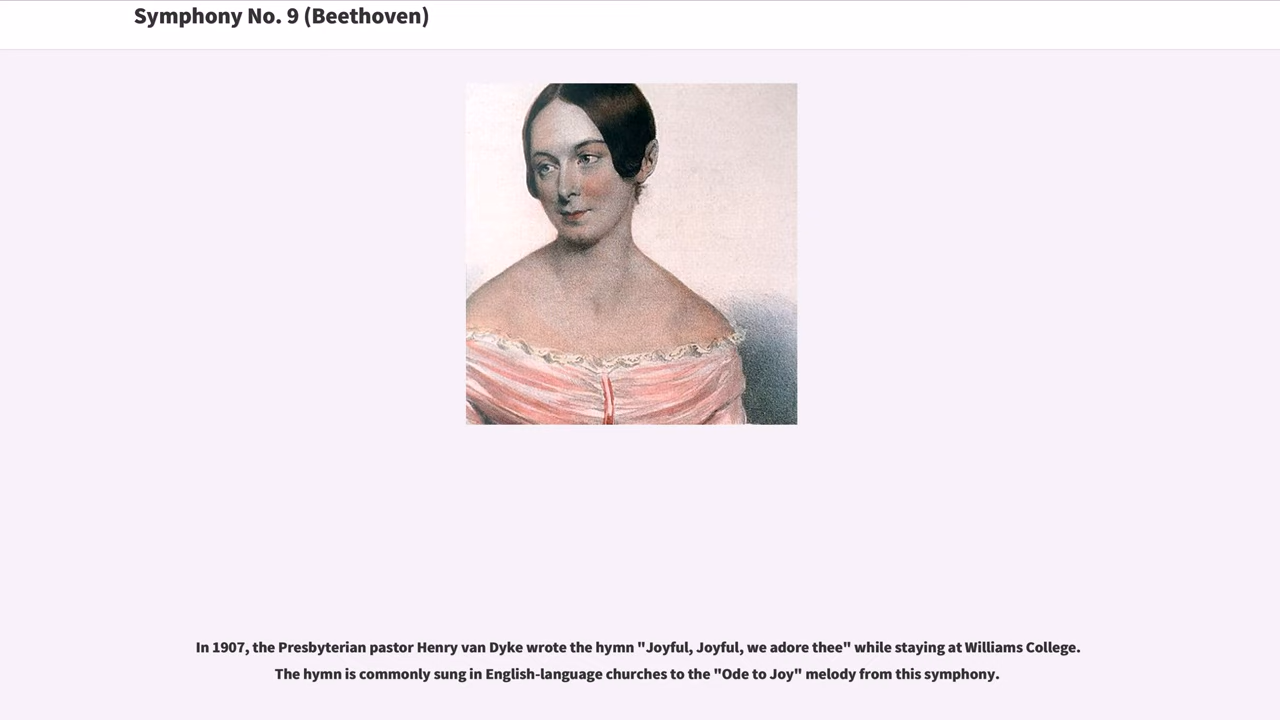 Symphony No. 9 (Beethoven)
In 1907, the Presbyterian pastor Henry van Dyke wrote the hymn "Joyful, Joyful, we adore thee" while staying at Williams College.
The hymn is commonly sung in English-language churches to the "Ode to Joy" melody from this symphony.